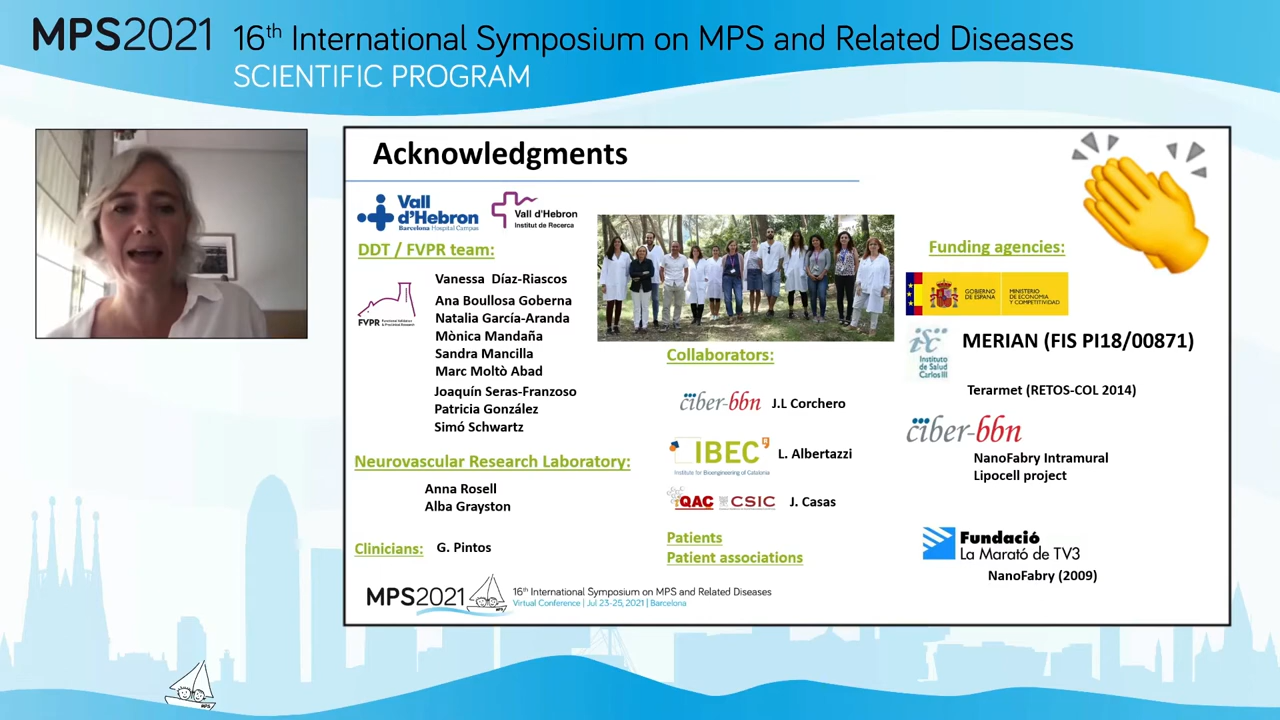 MPS2021 16th International Symposium on MPS and Related Diseases
SCIENTIFIC PROGRAM
Acknowledgments
Vall d'Hebron
Barcelona Hospital Campus
Vall d'Hebron
Institut de Recerca
DDT / FVPR team:
FVPR
Vanessa Díaz-Riascos
Ana Boullosa Goberna
Natalia García-Aranda
Mònica Mandaña
Sandra Mancilla
Marc Moltò Abad
Joaquín Seras-Franzoso
Patricia González
Simó Schwartz
Neurovascular Research Laboratory:
Anna Rosell
Alba Grayston
Clinicians: G. Pintos
Collaborators:
ciber-bbn J.L Corchero
IBEC L. Albertazzi
Institute for Bioengineering of Catalonia
IQAC CSIC J. Casas
Patients
Patient associations
Funding agencies:
GOBIERNO DE ESPAÑA
MINISTERIO DE ECONOMÍA Y COMPETITIVIDAD
isc
Instituto de Salud Carlos III
MERIAN (FIS PI18/00871)
Terarmet (RETOS-COL 2014)
ciber-bbn
NanoFabry Intramural
Lipocell project
Fundació
La Marató de TV3
NanoFabry (2009)
MPS2021 16th International Symposium on MPS and Related Diseases
Virtual Conference | Jul 23-25, 2021 | Barcelona
MPS
MPS